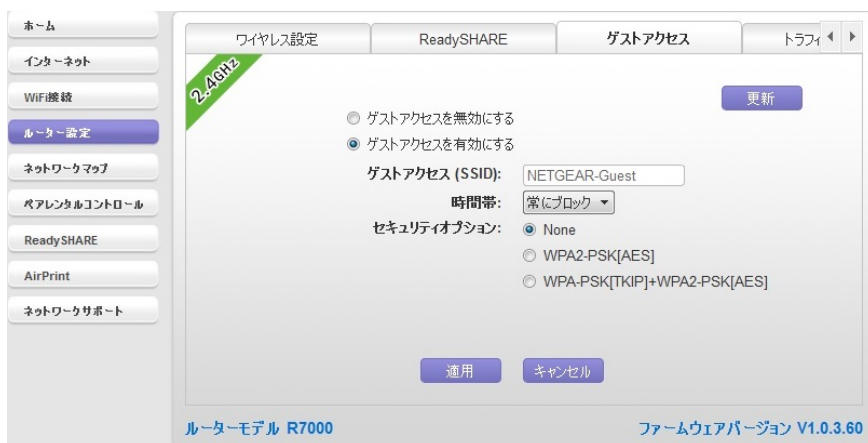 ホーム
インターネット
WiFi接続
ルーター設定
ネットワークマップ
ペアレンタルコントロール
ReadySHARE
AirPrint
ネットワークサポート
ワイヤレス設定
ReadySHARE
ゲストアクセス
トラフィ
2.4GHz
更新
ゲストアクセスを無効にする
ゲストアクセスを有効にする
ゲストアクセス (SSID): NETGEAR-Guest
時間帯: 常にブロック
セキュリティオプション: None
WPA2-PSK[AES]
WPA-PSK[TKIP]+WPA2-PSK[AES]
適用 キャンセル
ルーターモデル R7000 ファームウェアバージョン V1.0.3.60